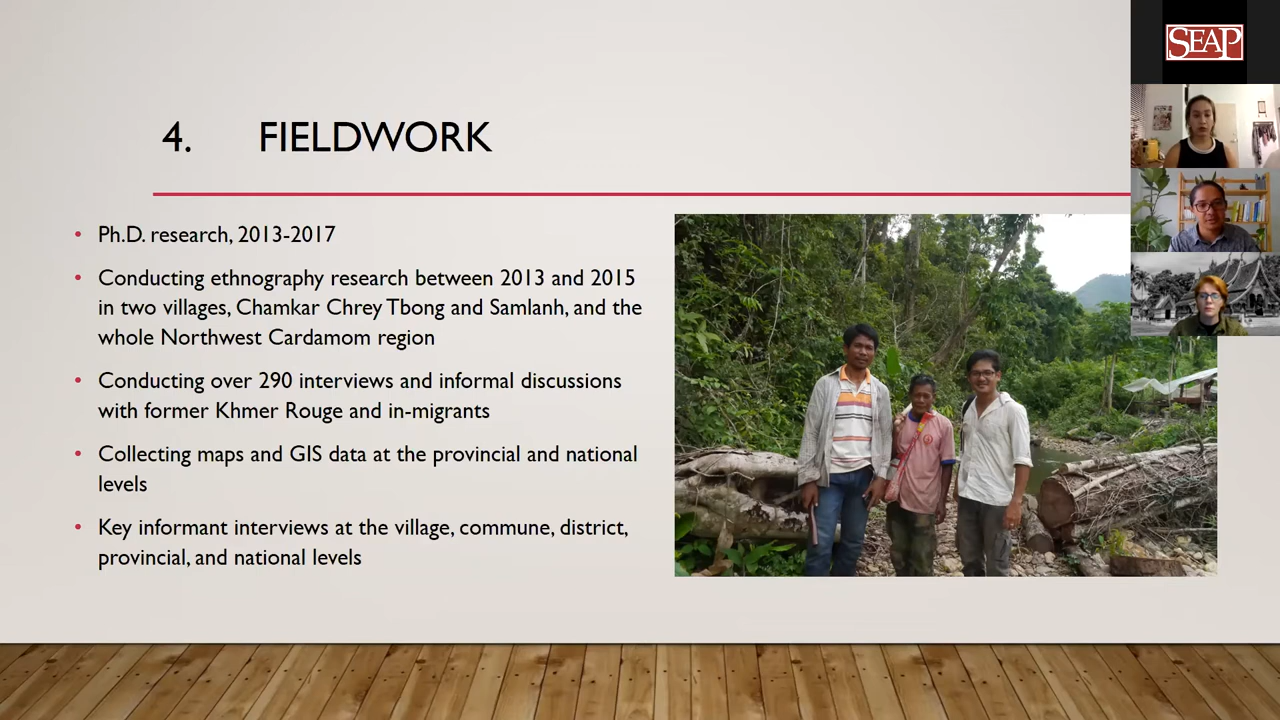 SEAP
4. FIELDWORK
• Ph.D. research, 2013-2017
• Conducting ethnography research between 2013 and 2015
in two villages, Chamkar Chrey Tbong and Samlanh, and the
whole Northwest Cardamom region
• Conducting over 290 interviews and informal discussions
with former Khmer Rouge and in-migrants
• Collecting maps and GIS data at the provincial and national
levels
• Key informant interviews at the village, commune, district,
provincial, and national levels